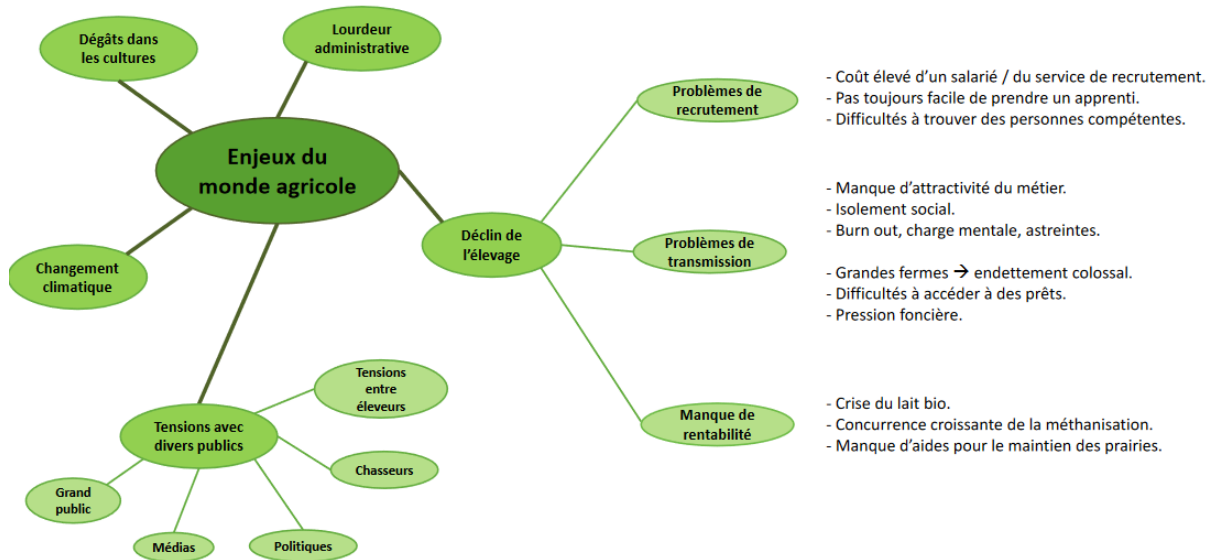 Dégâts dans
les cultures
Lourdeur
administrative
Enjeux du
monde agricole
Changement
climatique
Déclin de
l’élevage
Problèmes de
recrutement
- Coût élevé d’un salarié / du service de recrutement.
- Pas toujours facile de prendre un apprenti.
- Difficultés à trouver des personnes compétentes.
Problèmes de
transmission
- Manque d’attractivité du métier.
- Isolement social.
- Burn out, charge mentale, astreintes.
- Grandes fermes → endettement colossal.
- Difficultés à accéder à des prêts.
- Pression foncière.
Manque de
rentabilité
- Crise du lait bio.
- Concurrence croissante de la méthanisation.
- Manque d’aides pour le maintien des prairies.
Tensions avec
divers publics
Tensions
entre
éleveurs
Chasseurs
Politiques
Médias
Grand
public